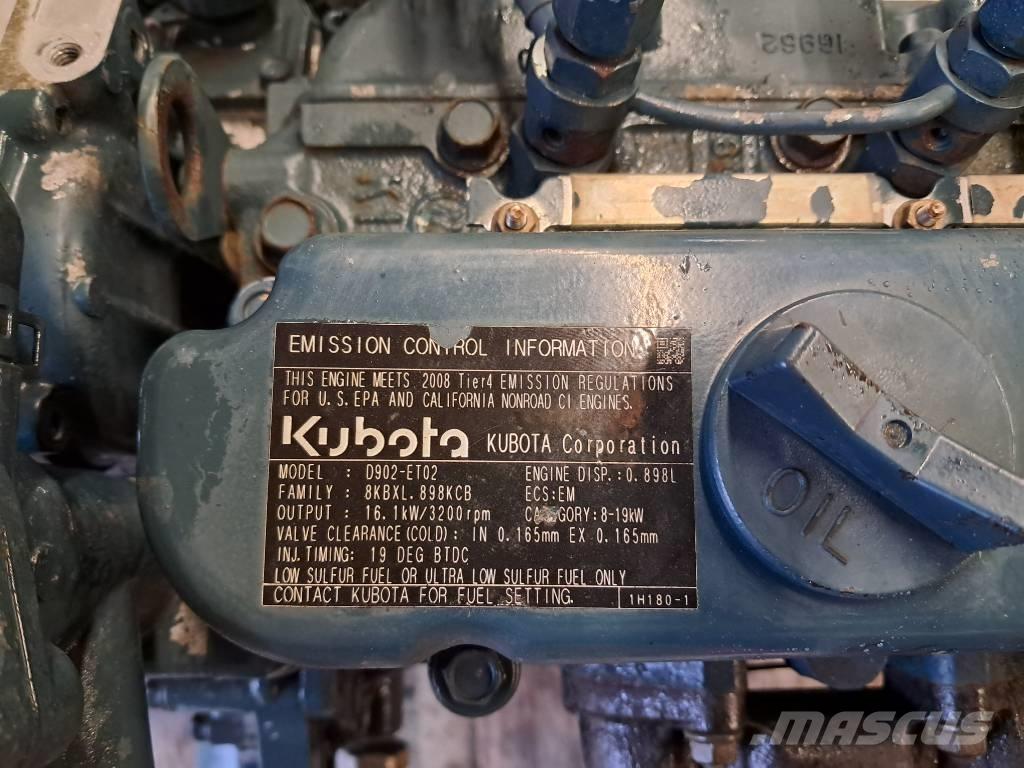 16962
EMISSION CONTROL INFORMATION
THIS ENGINE MEETS 2008 Tier4 EMISSION REGULATIONS
FOR U.S.EPA AND CALIFORNIA NONROAD CI ENGINES.
Kubota KUBOTA Corporation
MODEL : D902-ET02 ENGINE DISP.:0.898L
FAMILY : 8KBXL.898KCB ECS:EM
OUTPUT : 16.1kW/3200rpm CATEGORY:8-19kW
VALVE CLEARANCE(COLD): IN 0.165mm EX 0.165mm
INJ.TIMING: 19 DEG BTDC
LOW SULFUR FUEL OR ULTRA LOW SULFUR FUEL ONLY
CONTACT KUBOTA FOR FUEL SETTING. 1H180-1
OIL
MASCUS